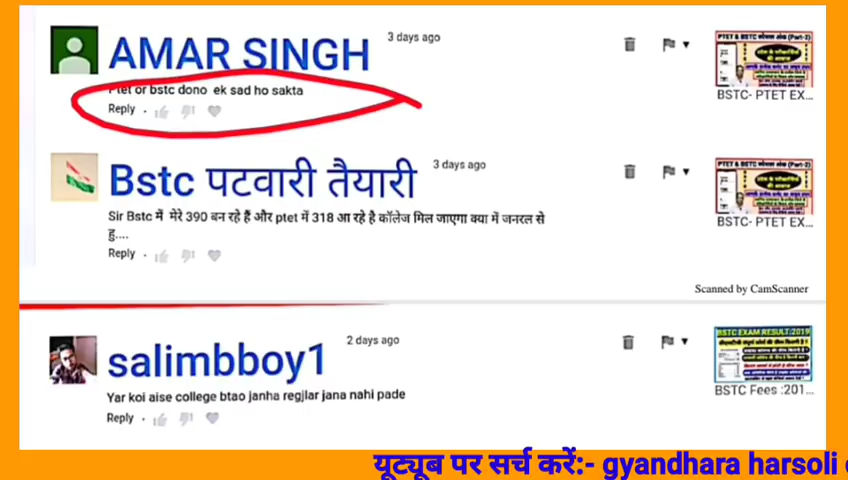 AMAR SINGH
3 days ago
Ptet or bstc dono ek sad ho sakta
Reply
BSTC- PTET EX...
Bstc पटवारी तैयारी
3 days ago
Sir Bstc में मेरे 390 बन रहे हैं और ptet में 318 आ रहे है कॉलेज मिल जाएगा क्या में जनरल से
हु....
Reply
BSTC- PTET EX...
Scanned by CamScanner
salimbboy1
2 days ago
Yar koi aise college btao janha regjlar jana nahi pade
Reply
BSTC EXAM RESULT:2019
BSTC Fees :201...
यूट्यूब पर सर्च करें:- gyandhara harsoli